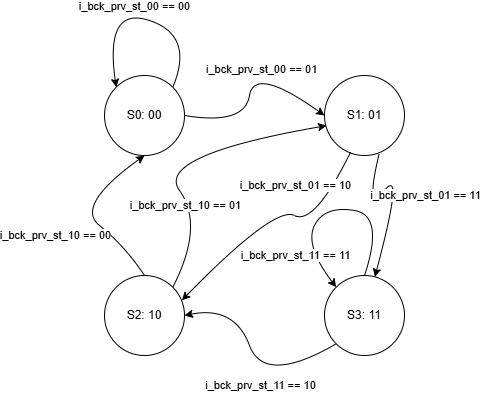 i_bck_prv_st_00 == 00
i_bck_prv_st_00 == 01
S0: 00
S1: 01
i_bck_prv_st_01 == 10
i_bck_prv_st_01 == 11
i_bck_prv_st_10 == 01
i_bck_prv_st_10 == 00
i_bck_prv_st_11 == 11
S2: 10
S3: 11
i_bck_prv_st_11 == 10